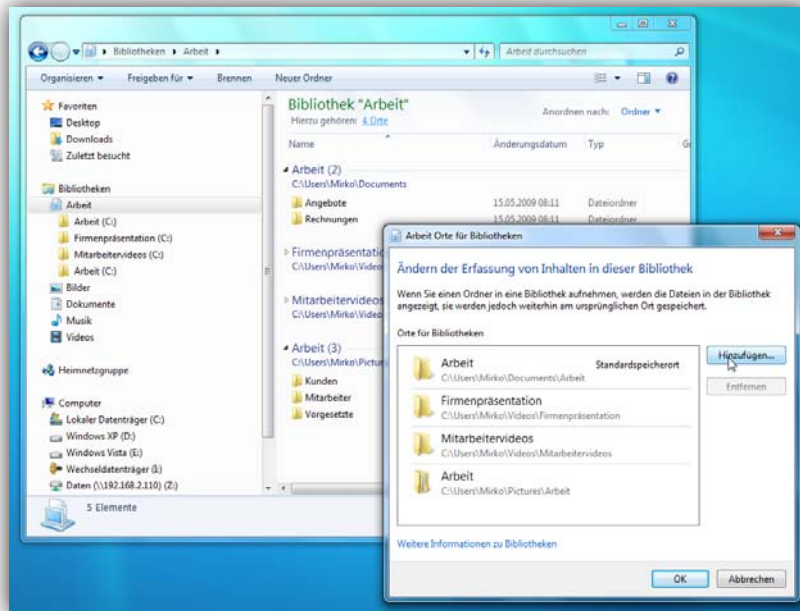 Bibliotheken ▸ Arbeit ▸
Arbeit durchsuchen
Organisieren
Freigeben für
Brennen
Neuer Ordner
Favoriten
Desktop
Downloads
Zuletzt besucht
Bibliotheken
Arbeit
Arbeit (C:)
Firmenpräsentation (C:)
Mitarbeitervideos (C:)
Arbeit (C:)
Bilder
Dokumente
Musik
Videos
Heimnetzgruppe
Computer
Lokaler Datenträger (C:)
Windows XP (D:)
Windows Vista (E:)
Wechseldatenträger (I:)
Daten (\\192.168.2.110) (Z:)
Bibliothek "Arbeit"
Hierzu gehören: 4 Orte
Anordnen nach: Ordner
Name Änderungsdatum Typ
Arbeit (2)
C:\Users\Mirko\Documents
Angebote 15.05.2009 08:11 Dateiordner
Rechnungen 15.05.2009 08:11 Dateiordner
Firmenpräsentatio
C:\Users\Mirko\Video
Mitarbeitervideos
C:\Users\Mirko\Video
Arbeit (3)
C:\Users\Mirko\Pictur
Kunden
Mitarbeiter
Vorgesetzte
5 Elemente
Arbeit Orte für Bibliotheken
Ändern der Erfassung von Inhalten in dieser Bibliothek
Wenn Sie einen Ordner in eine Bibliothek aufnehmen, werden die Dateien in der Bibliothek
angezeigt, sie werden jedoch weiterhin am ursprünglichen Ort gespeichert.
Orte für Bibliotheken
Arbeit Standardspeicherort
C:\Users\Mirko\Documents\Arbeit
Firmenpräsentation
C:\Users\Mirko\Videos\Firmenpräsentation
Mitarbeitervideos
C:\Users\Mirko\Videos\Mitarbeitervideos
Arbeit
C:\Users\Mirko\Pictures\Arbeit
Hinzufügen...
Entfernen
Weitere Informationen zu Bibliotheken
OK
Abbrechen